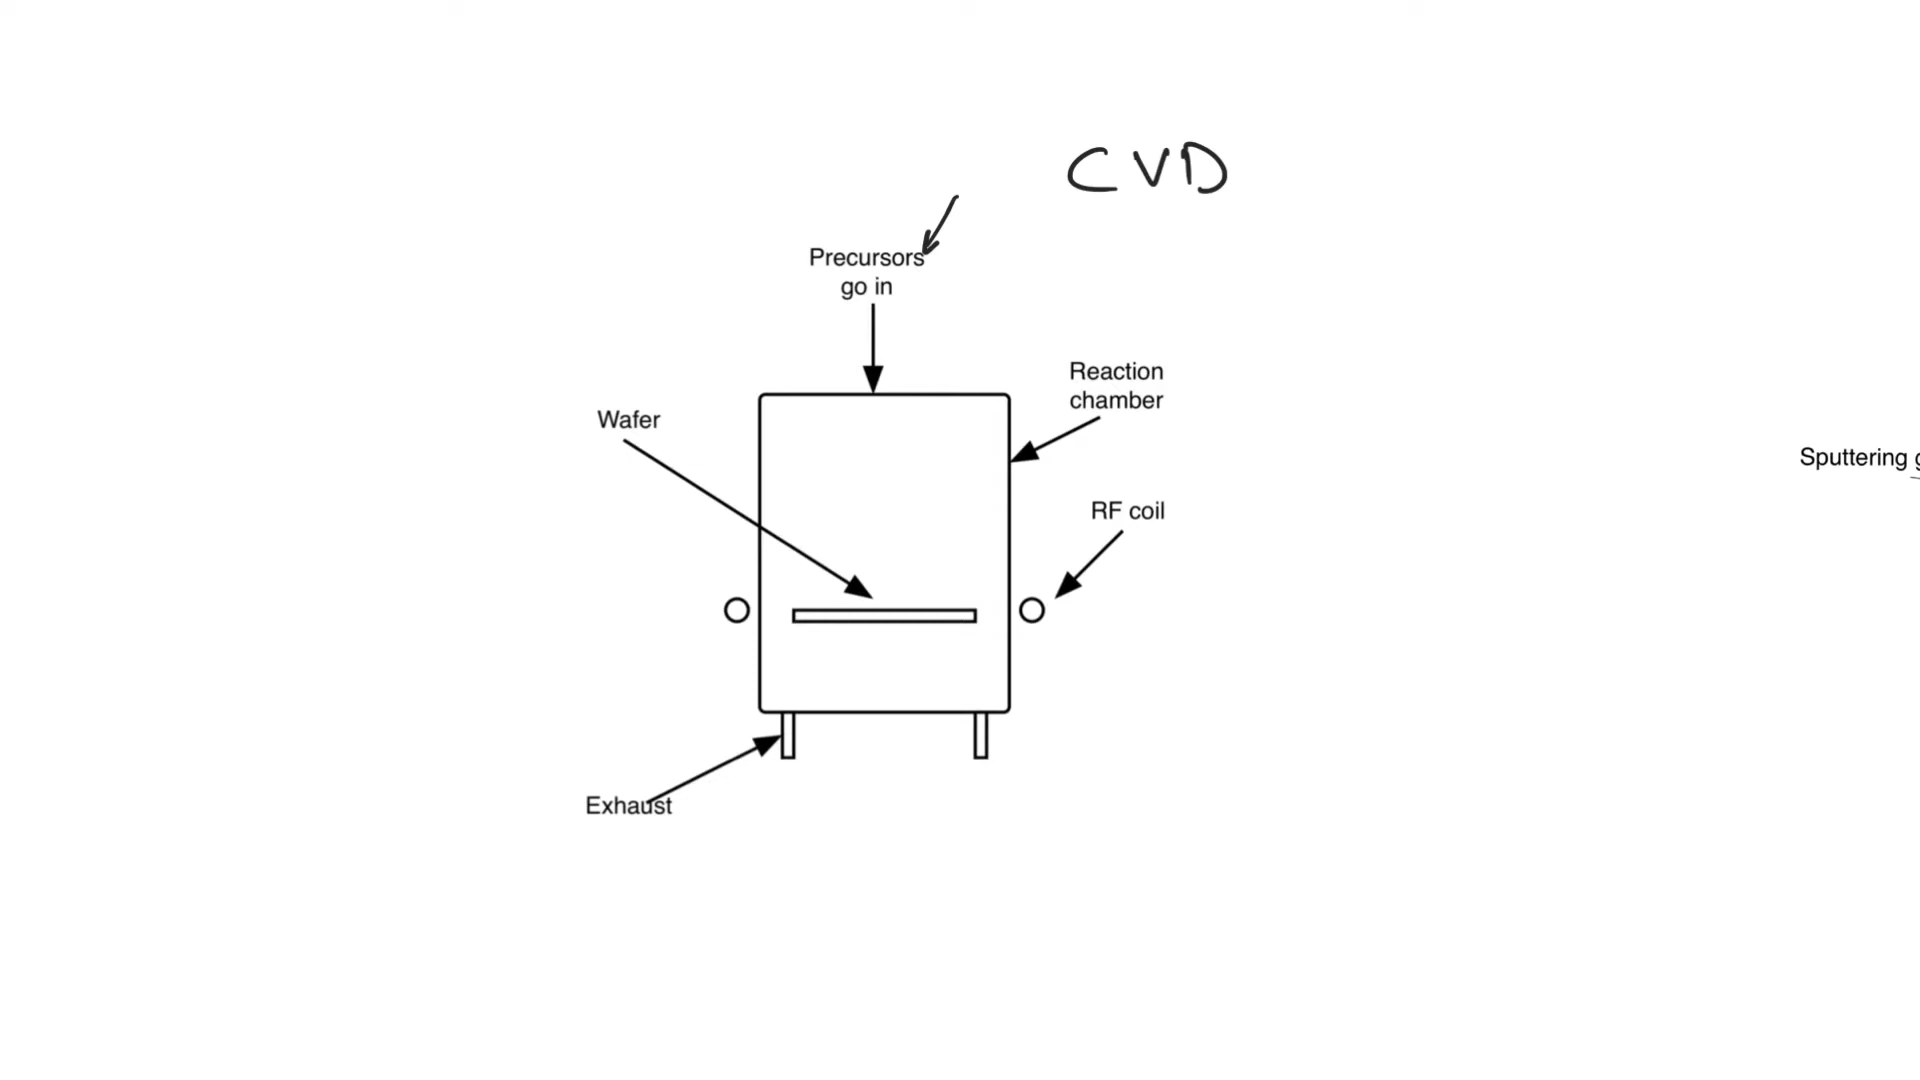 CVD
Precursors
go in
Reaction
chamber
Wafer
Sputtering
RF coil
Exhaust